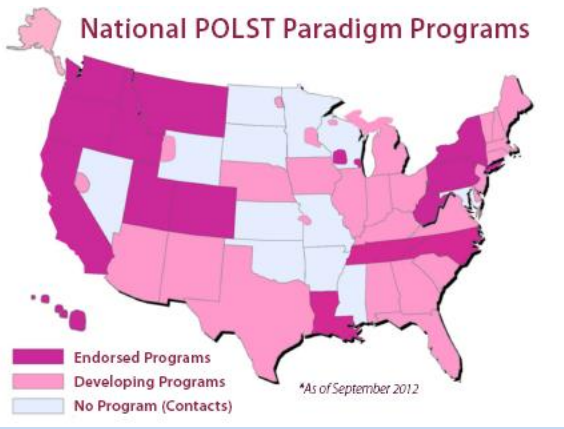 National POLST Paradigm Programs
Endorsed Programs
Developing Programs
No Program (Contacts)
*As of September 2012